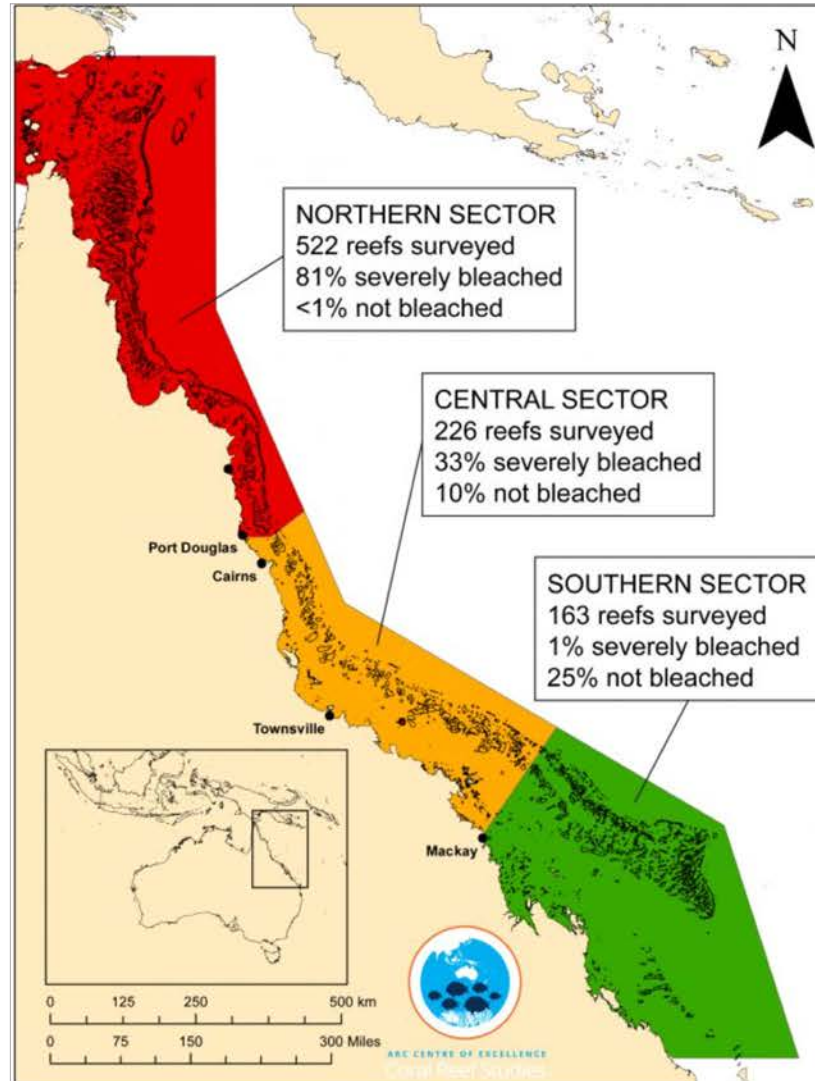 N
NORTHERN SECTOR
522 reefs surveyed
81% severely bleached
<1% not bleached
CENTRAL SECTOR
226 reefs surveyed
33% severely bleached
10% not bleached
SOUTHERN SECTOR
163 reefs surveyed
1% severely bleached
25% not bleached
Port Douglas
Cairns
Townsville
Mackay
0 125 250 500 km
0 75 150 300 Miles
ARC CENTRE OF EXCELLENCE
Coral Reef Studies